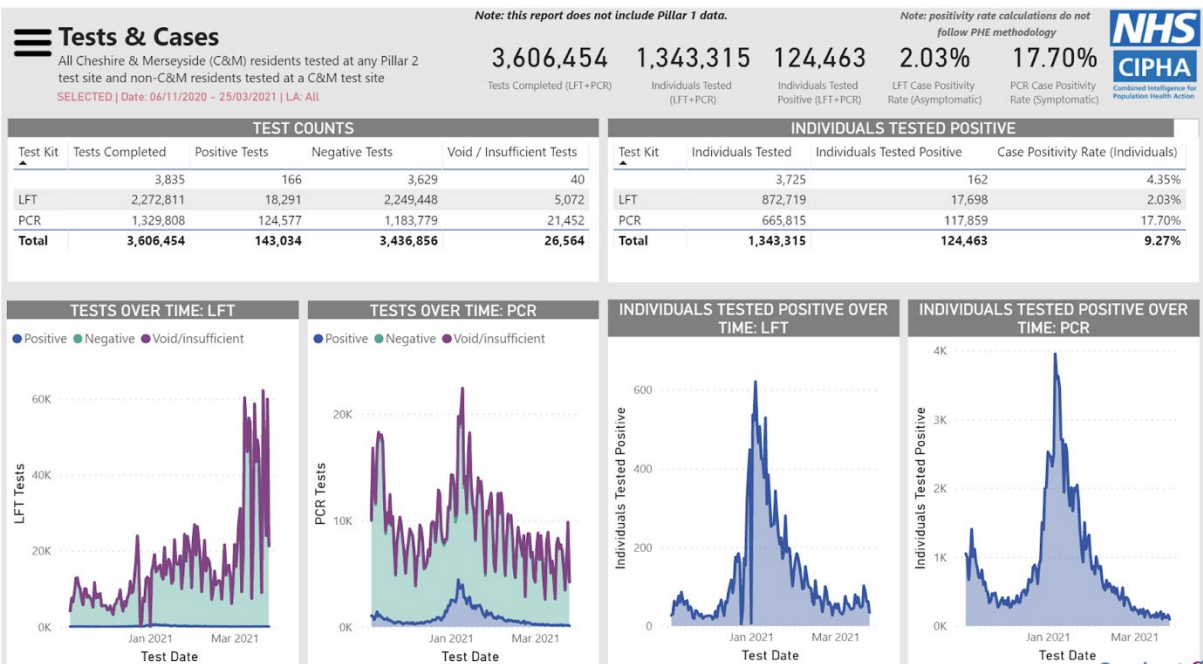 Note: this report does not include Pillar 1 data.
Note: positivity rate calculations do not
follow PHE methodology
Tests & Cases
All Cheshire & Merseyside (C&M) residents tested at any Pillar 2
test site and non-C&M residents tested at a C&M test site
SELECTED | Date: 06/11/2020 - 25/03/2021 | LA: All
3,606,454 1,343,315 124,463 2.03% 17.70%
Tests Completed (LFT+PCR) Individuals Tested Individuals Tested LFT Case Positivity PCR Case Positivity
(LFT+PCR) Positive (LFT+PCR) Rate (Asymptomatic) Rate (Symptomatic)
NHS
CIPHA
Combined Intelligence for
Population Health Action
TEST COUNTS
Test Kit Tests Completed Positive Tests Negative Tests Void / Insufficient Tests
3,835 166 3,629 40
LFT 2,272,811 18,291 2,249,448 5,072
PCR 1,329,808 124,577 1,183,779 21,452
Total 3,606,454 143,034 3,436,856 26,564
INDIVIDUALS TESTED POSITIVE
Test Kit Individuals Tested Individuals Tested Positive Case Positivity Rate (Individuals)
3,725 162 4.35%
LFT 872,719 17,698 2.03%
PCR 665,815 117,859 17.70%
Total 1,343,315 124,463 9.27%
TESTS OVER TIME: LFT
Positive Negative Void/insufficient
60K
40K
20K
0K
LFT Tests
Jan 2021 Mar 2021
Test Date
TESTS OVER TIME: PCR
Positive Negative Void/insufficient
20K
10K
0K
PCR Tests
Jan 2021 Mar 2021
Test Date
INDIVIDUALS TESTED POSITIVE OVER
TIME: LFT
600
400
200
0
Individuals Tested Positive
Jan 2021 Mar 2021
Test Date
INDIVIDUALS TESTED POSITIVE OVER
TIME: PCR
4K
3K
2K
1K
0K
Individuals Tested Positive
Jan 2021 Mar 2021
Test Date